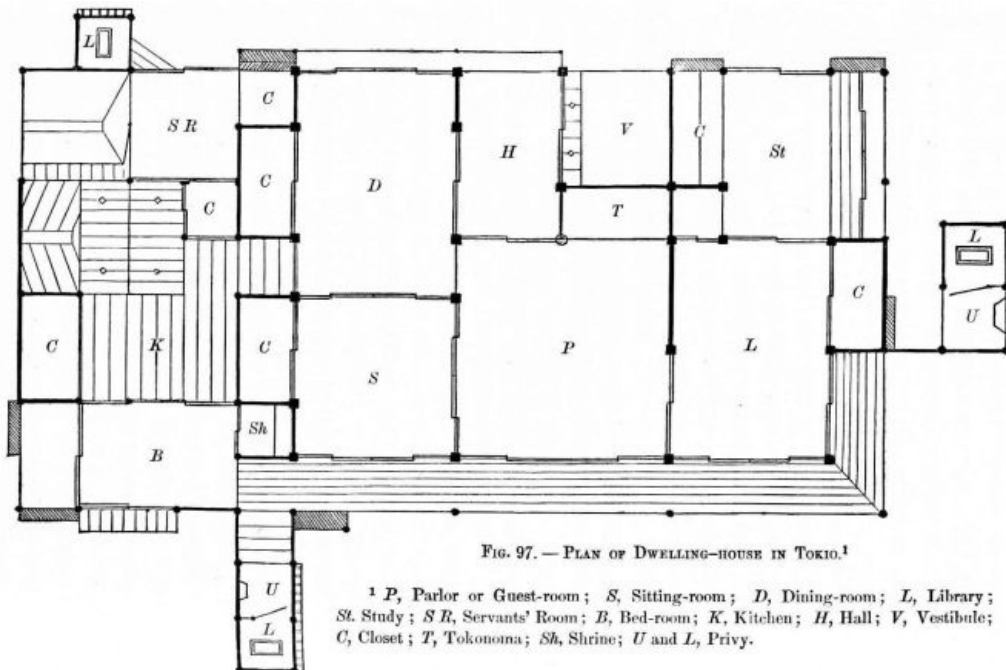 L
C
S R
H
V
C
St
C
D
C
T
L
U
C
C
K
C
S
P
L
Sh
B
U
L
FIG. 97. — PLAN OF DWELLING-HOUSE IN TOKIO.¹
¹ P, Parlor or Guest-room; S, Sitting-room; D, Dining-room; L, Library;
St. Study; S R, Servants' Room; B, Bed-room; K, Kitchen; H, Hall; V, Vestibule;
C, Closet; T, Tokonoma; Sh, Shrine; U and L, Privy.